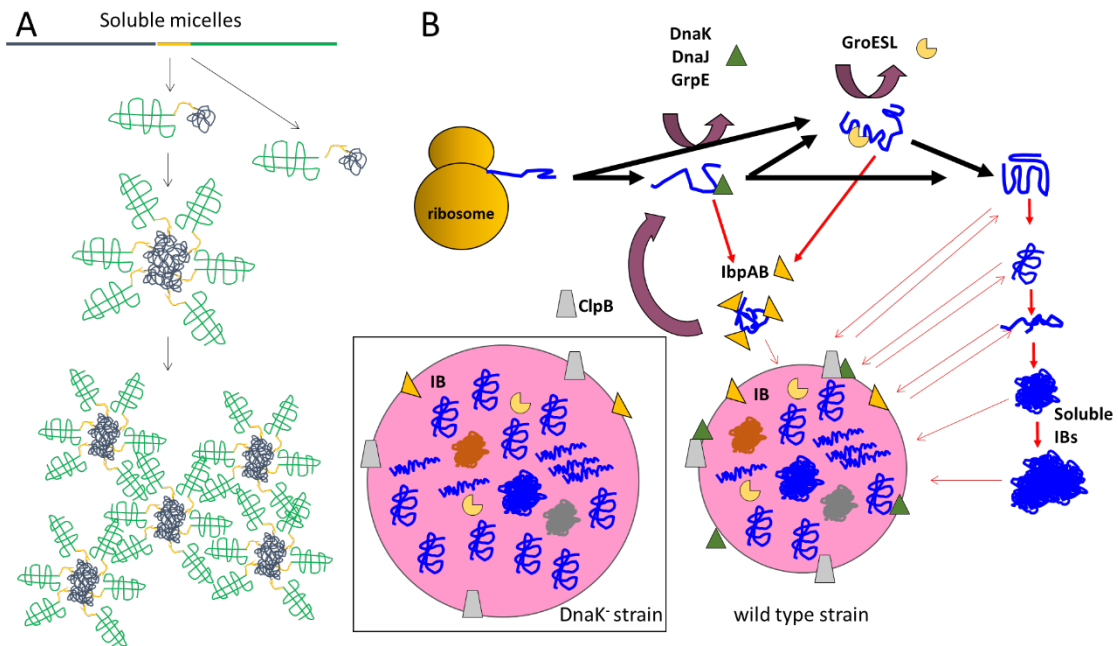 A
Soluble micelles
B
DnaK
DnaJ
GrpE
GroESL
ribosome
IbpAB
ClpB
IB
IB
Soluble
IBs
DnaK- strain
wild type strain